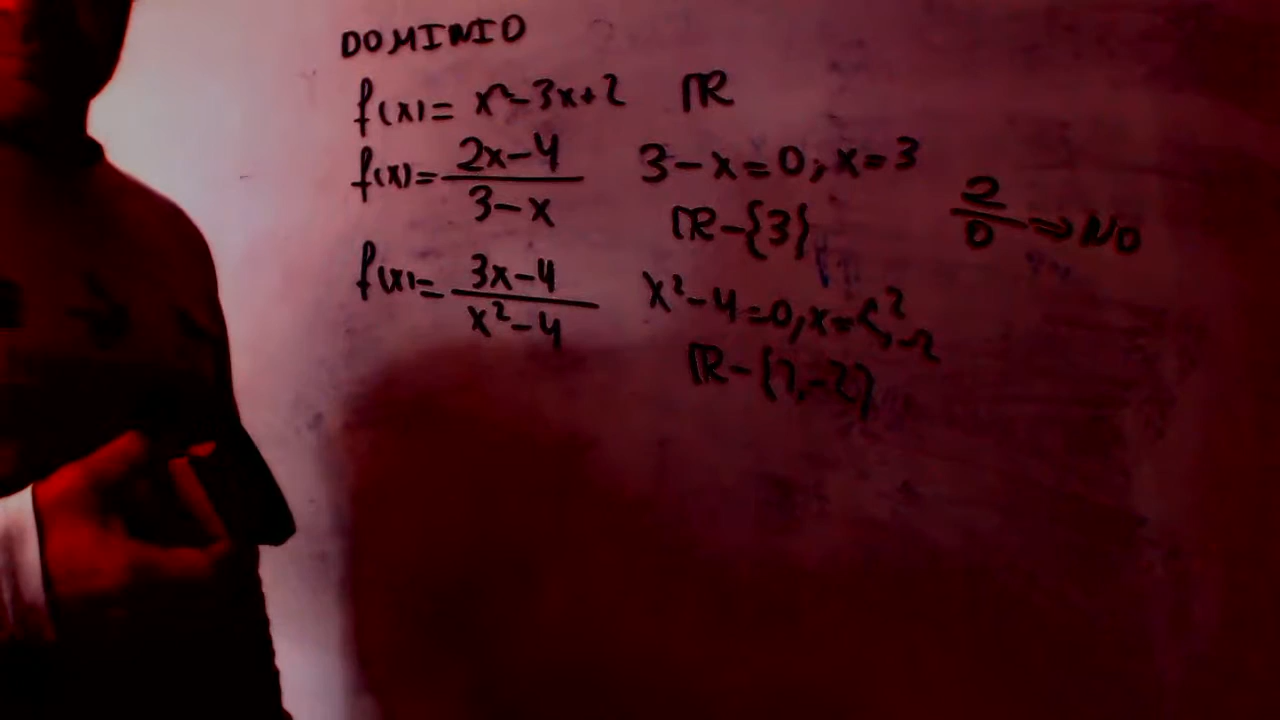 DOMINIO
f(x)= x²-3x+2 ℝ
f(x)= (2x-4)/(3-x) 3-x=0, x=3
ℝ-{3} 2/0 ⇒ NO
f(x)= (3x-4)/(x²-4) x²-4=0, x=< 2, -2
ℝ-{2,-2}